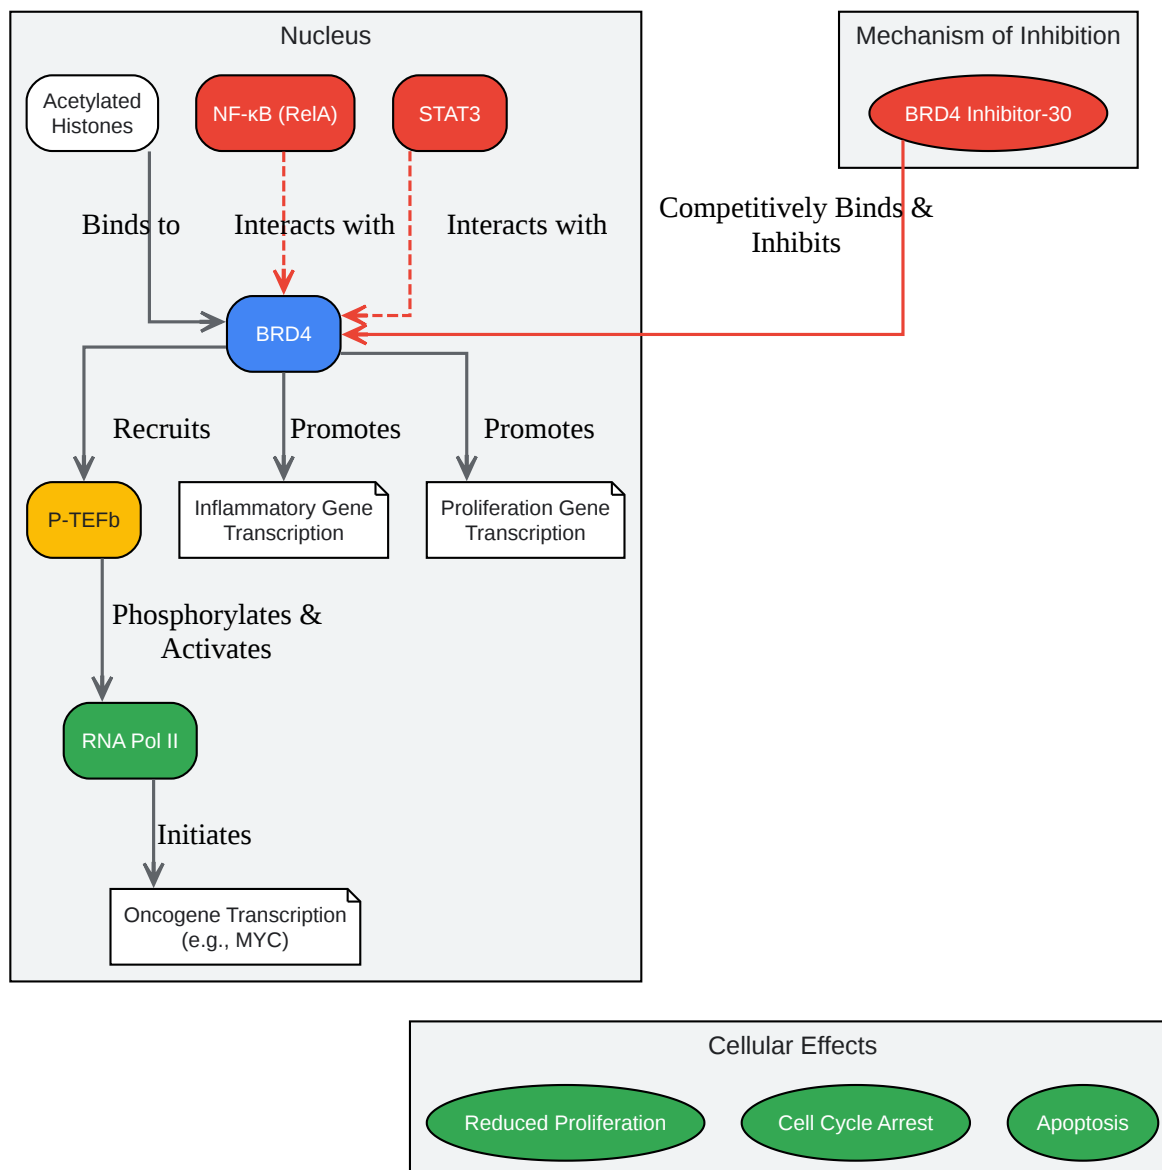 Nucleus
Mechanism of Inhibition
Acetylated
Histones
NF-κB (RelA)
STAT3
BRD4 Inhibitor-30
Binds to
Interacts with
Interacts with
Competitively Binds &
Inhibits
BRD4
Recruits
Promotes
Promotes
P-TEFb
Inflammatory Gene
Transcription
Proliferation Gene
Transcription
Phosphorylates &
Activates
RNA Pol II
Initiates
Oncogene Transcription
(e.g., MYC)
Cellular Effects
Reduced Proliferation
Cell Cycle Arrest
Apoptosis